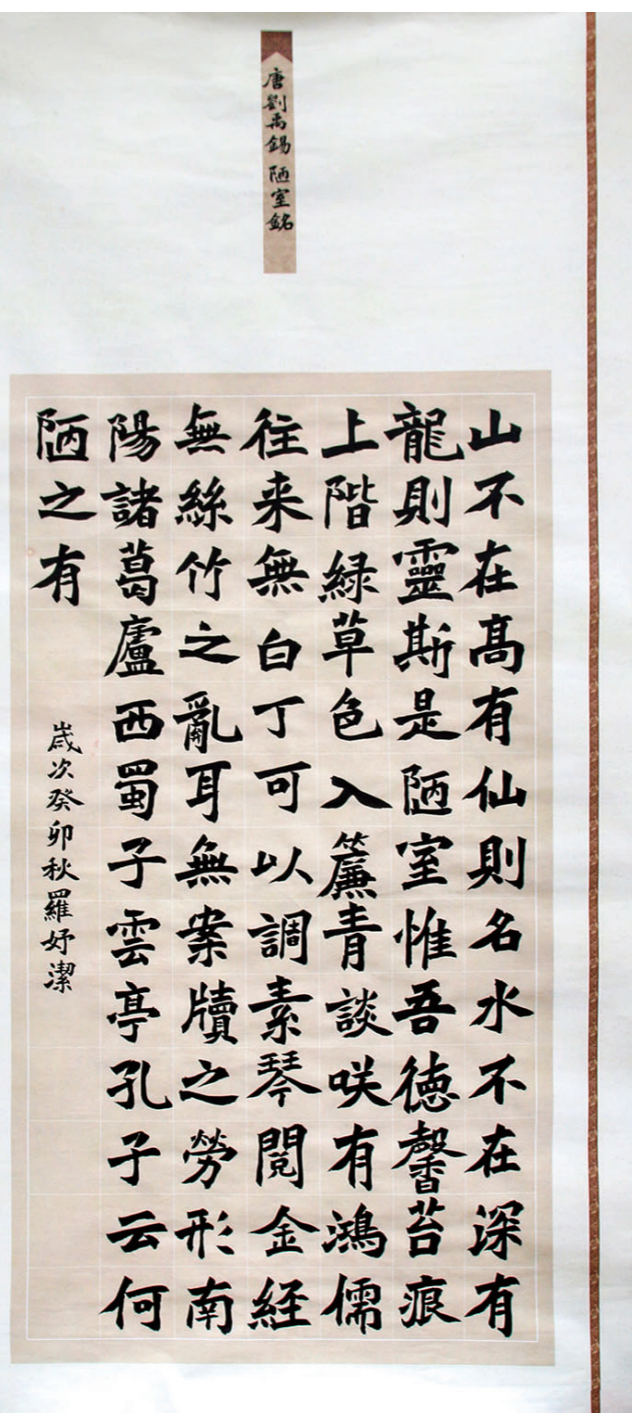 唐劉禹錫 陋室銘
山不在高有仙則名水不在深有
龍則靈斯是陋室惟吾德馨苔痕
上階緑草色入簾青談咲有鴻儒
往来無白丁可以調素琴閲金経
無絲竹之亂耳無案牘之勞形南
陽諸葛廬西蜀子雲亭孔子云何
陋之有
歲次癸卯秋羅妤潔